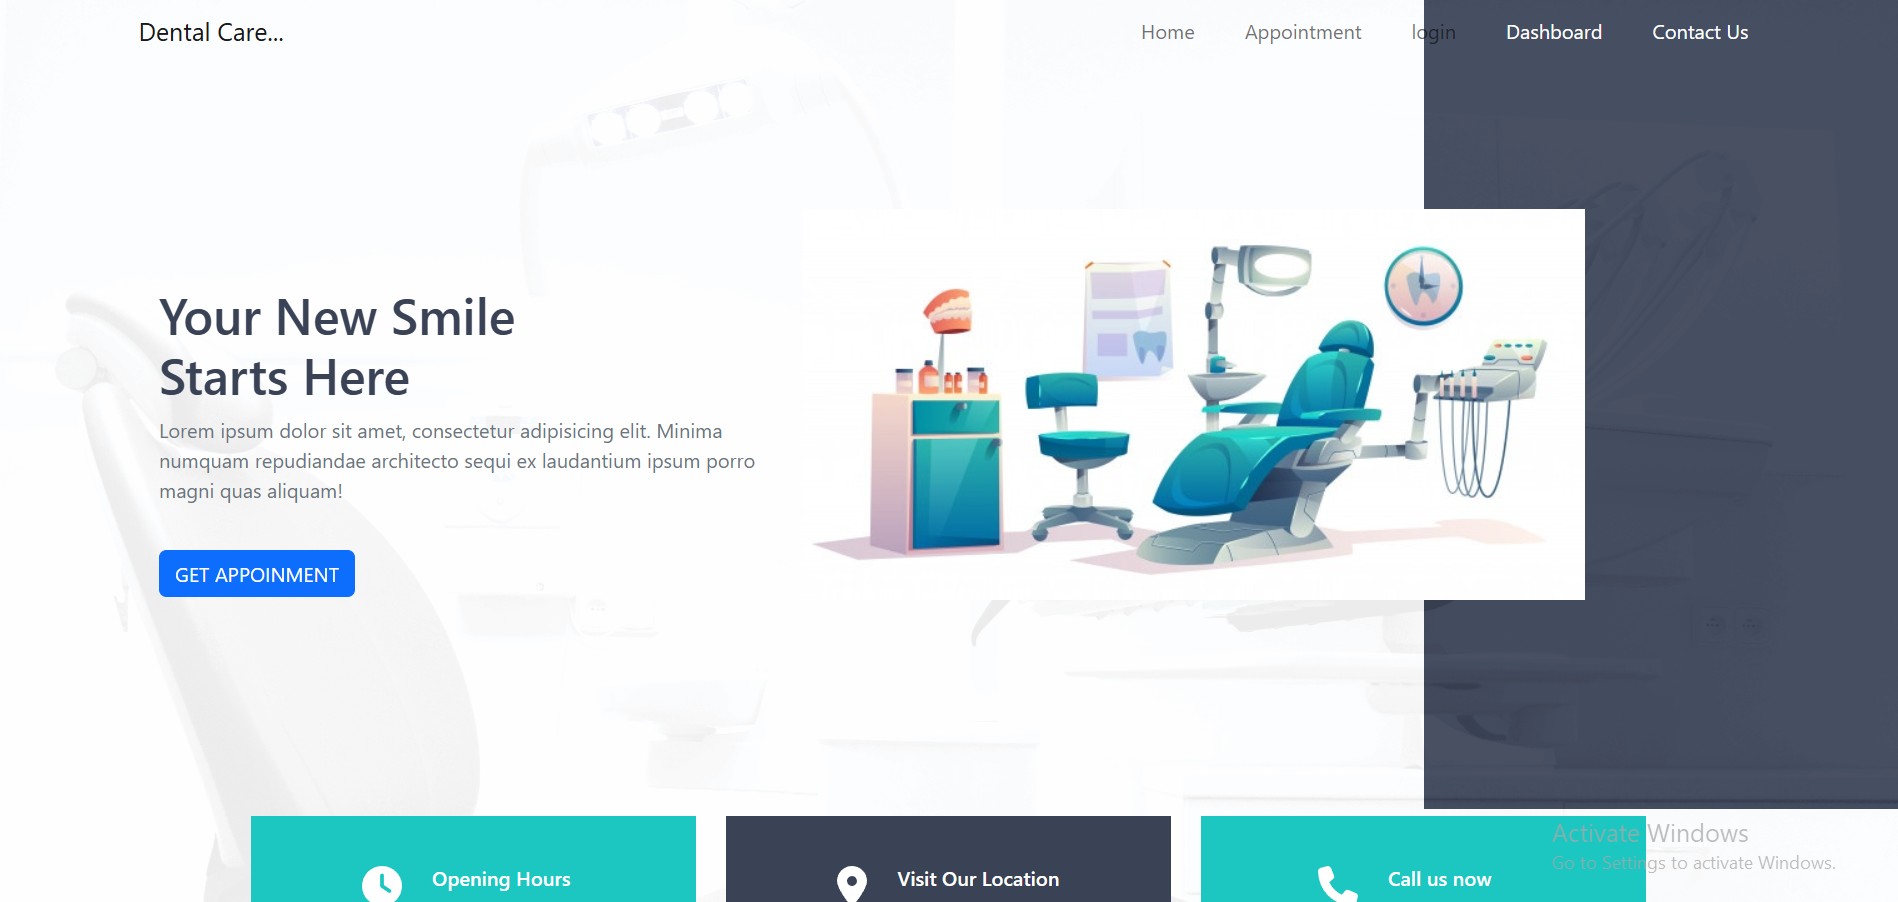 Dental Care...
Home Appointment login Dashboard Contact Us
Your New Smile
Starts Here
Lorem ipsum dolor sit amet, consectetur adipisicing elit. Minima
numquam repudiandae architecto sequi ex laudantium ipsum porro
magni quas aliquam!
GET APPOINMENT
Opening Hours
Visit Our Location
Call us now
Activate Windows
Go to Settings to activate Windows.